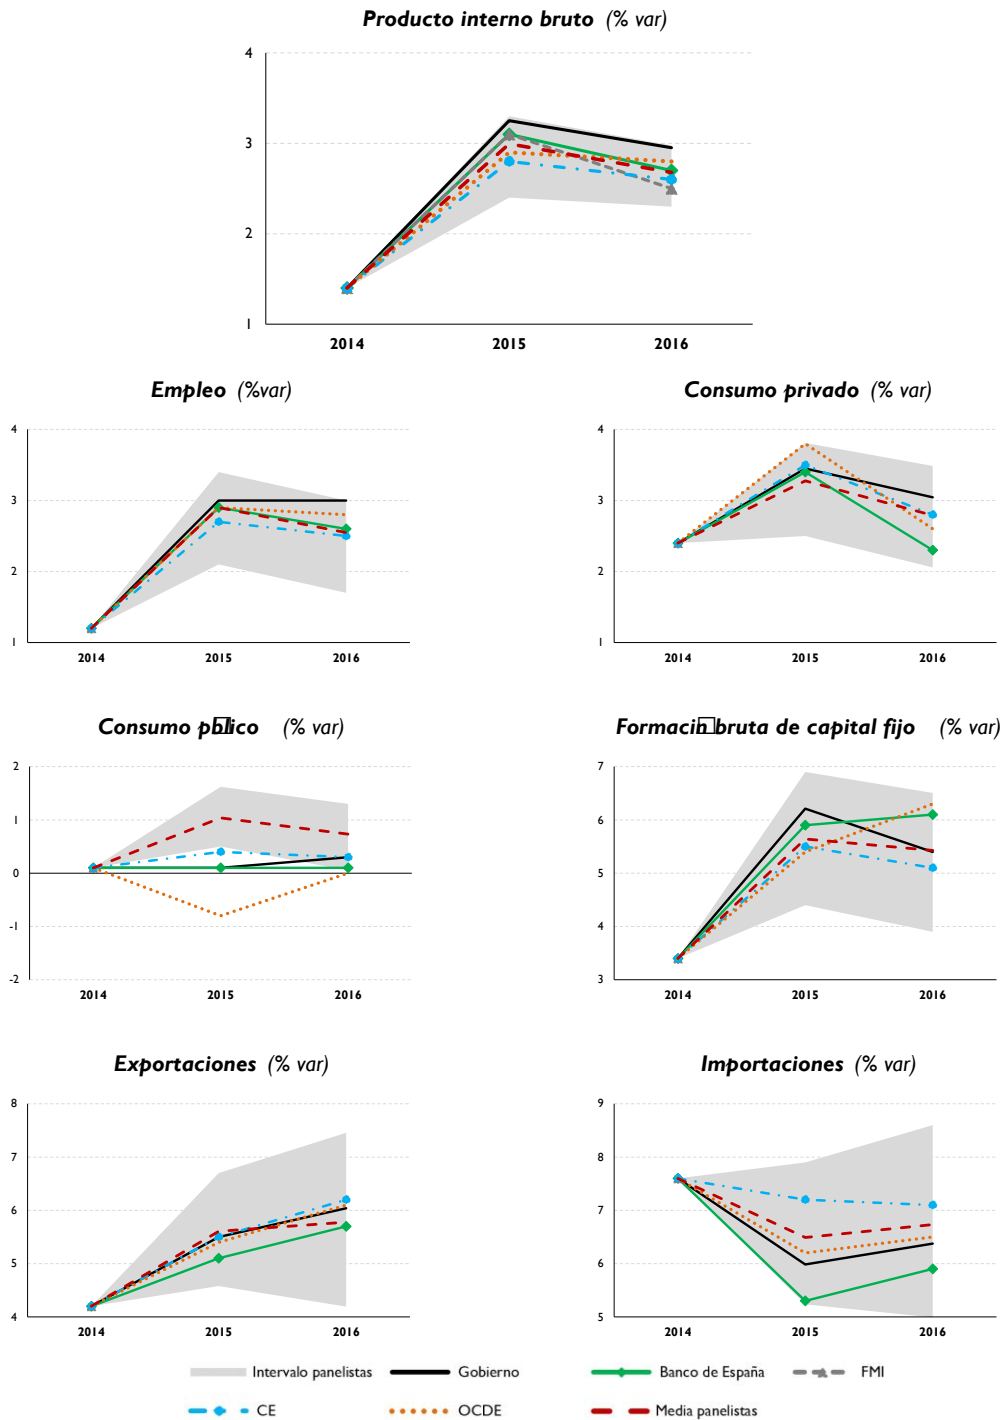 Producto interno bruto (% var)
4
3
2
1
2014 2015 2016
Empleo (%var)
4
3
2
1
2014 2015 2016
Consumo privado (% var)
4
3
2
1
2014 2015 2016
Consumo pblico (% var)
2
1
0
-1
-2
2014 2015 2016
Formacin bruta de capital fijo (% var)
7
6
5
4
3
2014 2015 2016
Exportaciones (% var)
8
7
6
5
4
2014 2015 2016
Importaciones (% var)
9
8
7
6
5
2014 2015 2016
Intervalo panelistas Gobierno Banco de España FMI
CE OCDE Media panelistas